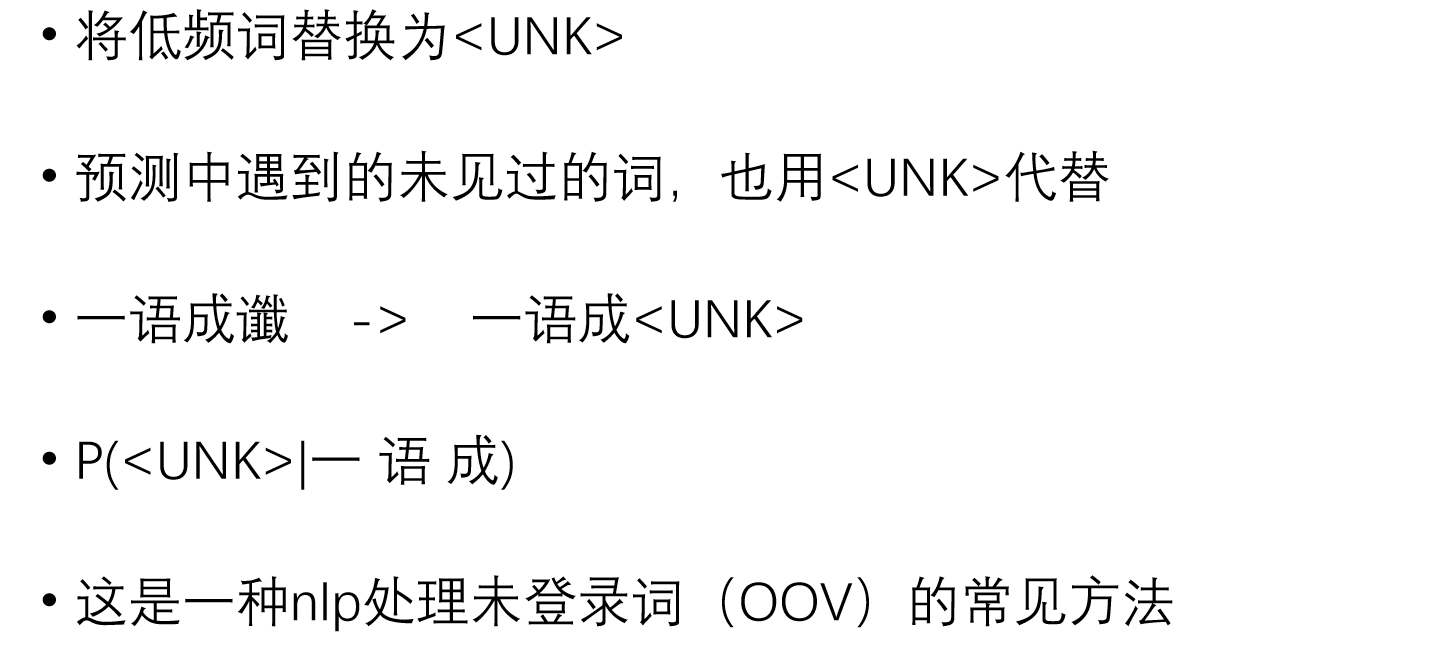 • 将低频词替换为<UNK>
• 预测中遇到的未见过的词，也用<UNK>代替
• 一语成谶 -> 一语成<UNK>
• P(<UNK>|一 语 成)
• 这是一种nlp处理未登录词（OOV）的常见方法